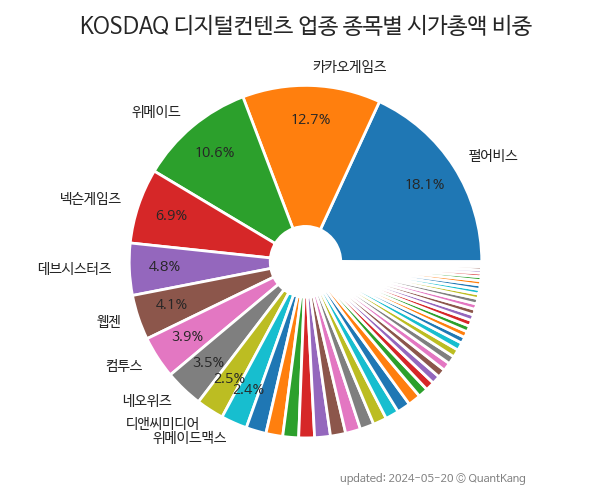 KOSDAQ 디지털컨텐츠 업종 종목별 시가총액 비중
카카오게임즈
위메이드
12.7%
펄어비스
10.6%
18.1%
넥슨게임즈
6.9%
데브시스터즈
4.8%
4.1%
웹젠
3.9%
컴투스
3.5%
2.5%
2.4%
네오위즈
디앤씨미디어
위메이드맥스
updated: 2024-05-20 © QuantKang